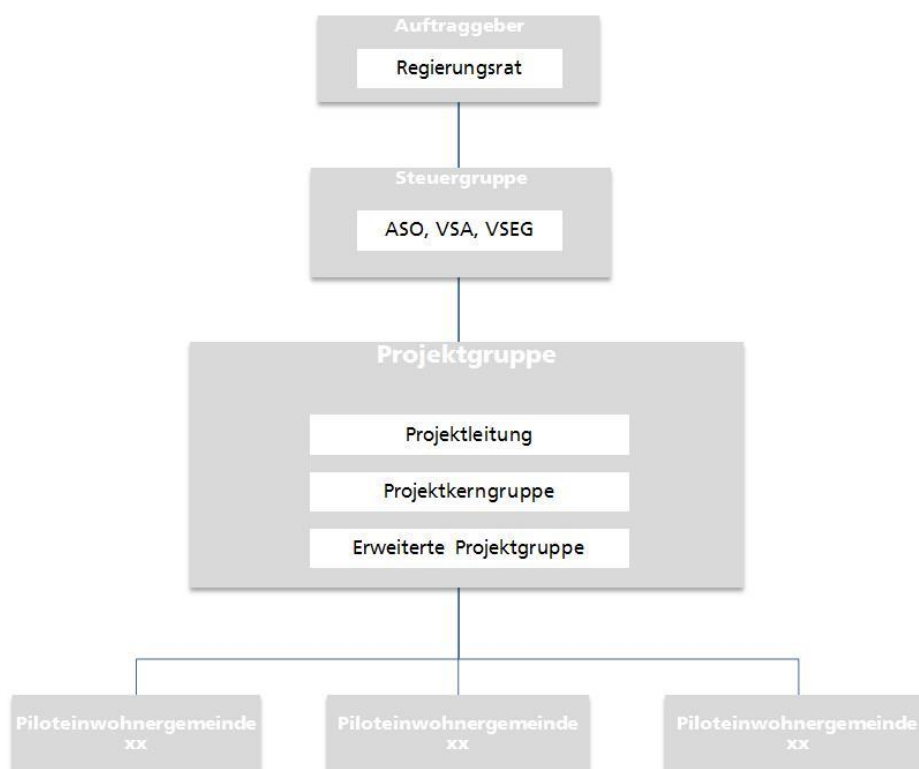 Auftraggeber
Regierungsrat
Steuergruppe
ASO, VSA, VSEG
Projektgruppe
Projektleitung
Projektkerngruppe
Erweiterte Projektgruppe
Piloteinwohnergemeinde
xx
Piloteinwohnergemeinde
xx
Piloteinwohnergemeinde
xx